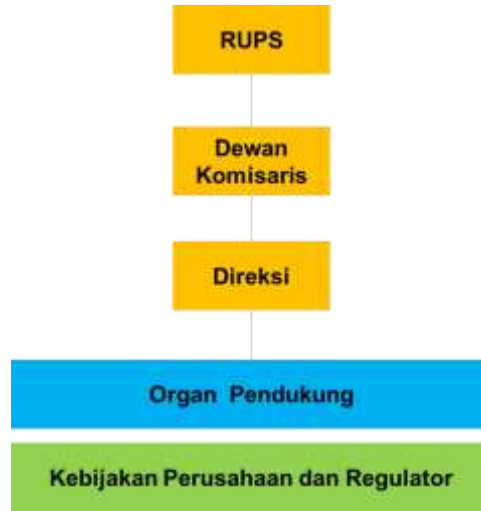 RUPS
Dewan
Komisaris
Direksi
Organ Pendukung
Kebijakan Perusahaan dan Regulator